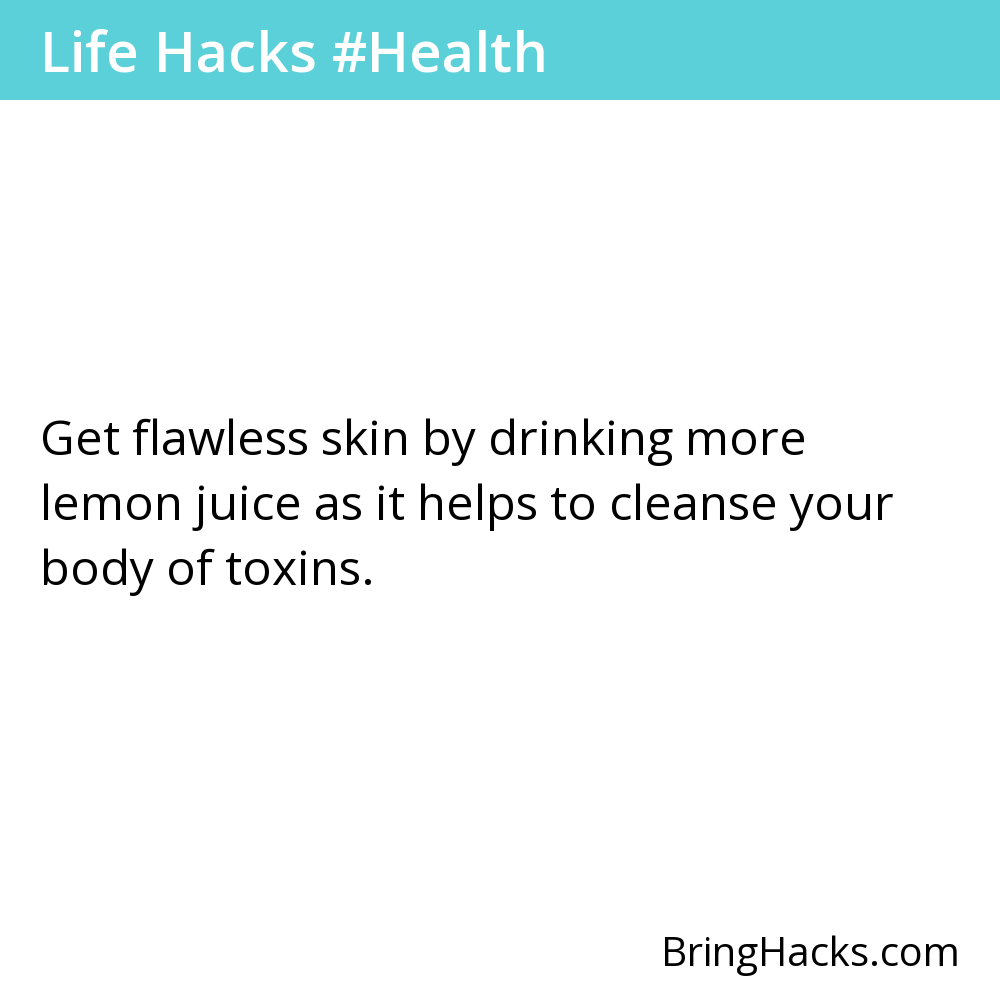 Life Hacks #Health
Get flawless skin by drinking more
lemon juice as it helps to cleanse your
body of toxins.
BringHacks.com